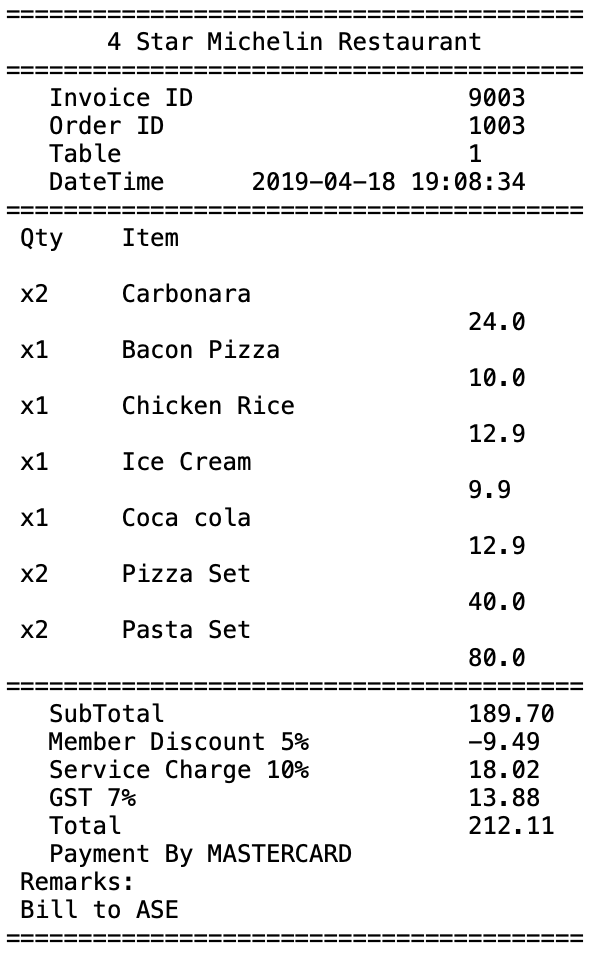 ========================================
4 Star Michelin Restaurant
========================================
Invoice ID 9003
Order ID 1003
Table 1
DateTime 2019-04-18 19:08:34
========================================
Qty Item
x2 Carbonara
24.0
x1 Bacon Pizza
10.0
x1 Chicken Rice
12.9
x1 Ice Cream
9.9
x1 Coca cola
12.9
x2 Pizza Set
40.0
x2 Pasta Set
80.0
========================================
SubTotal 189.70
Member Discount 5% -9.49
Service Charge 10% 18.02
GST 7% 13.88
Total 212.11
Payment By MASTERCARD
Remarks:
Bill to ASE
========================================